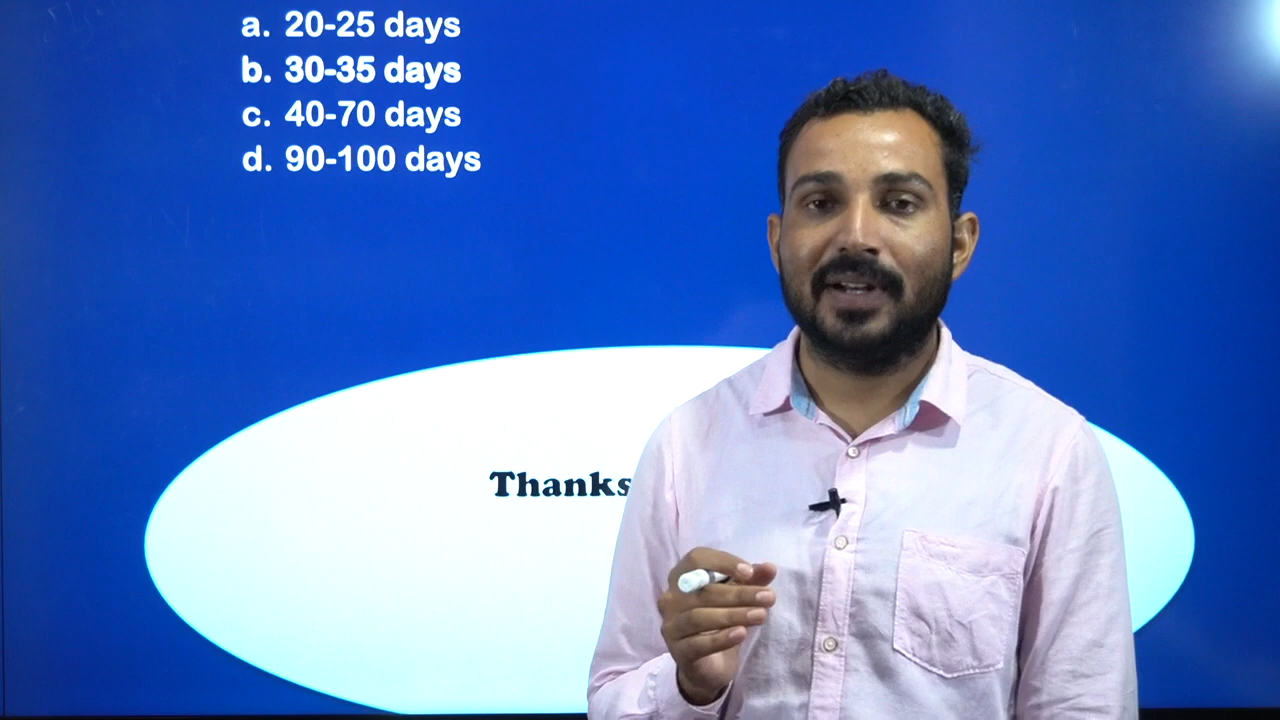 a. 20-25 days
b. 30-35 days
c. 40-70 days
d. 90-100 days
Thanks